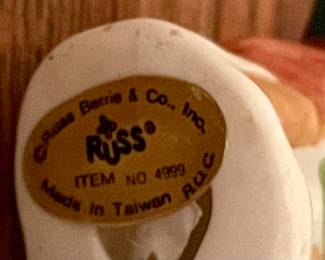 © Russ Berrie & Co., Inc.
RUSS®
ITEM NO. 4999
Made in Taiwan R.O.C.